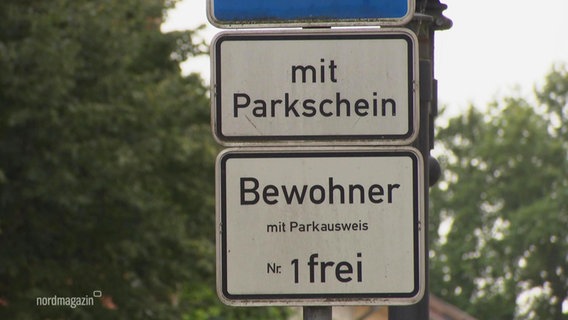 mit
Parkschein
Bewohner
mit Parkausweis
Nr. 1 frei
nordmagazin